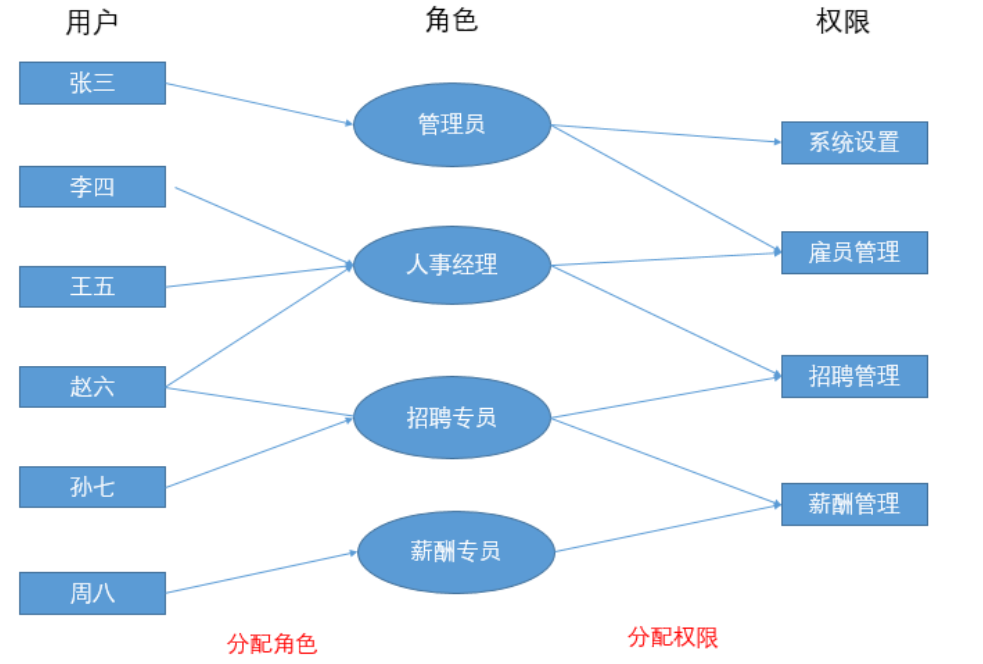 用户
角色
权限
张三
管理员
系统设置
李四
雇员管理
人事经理
王五
招聘管理
赵六
招聘专员
孙七
薪酬管理
薪酬专员
周八
分配角色
分配权限